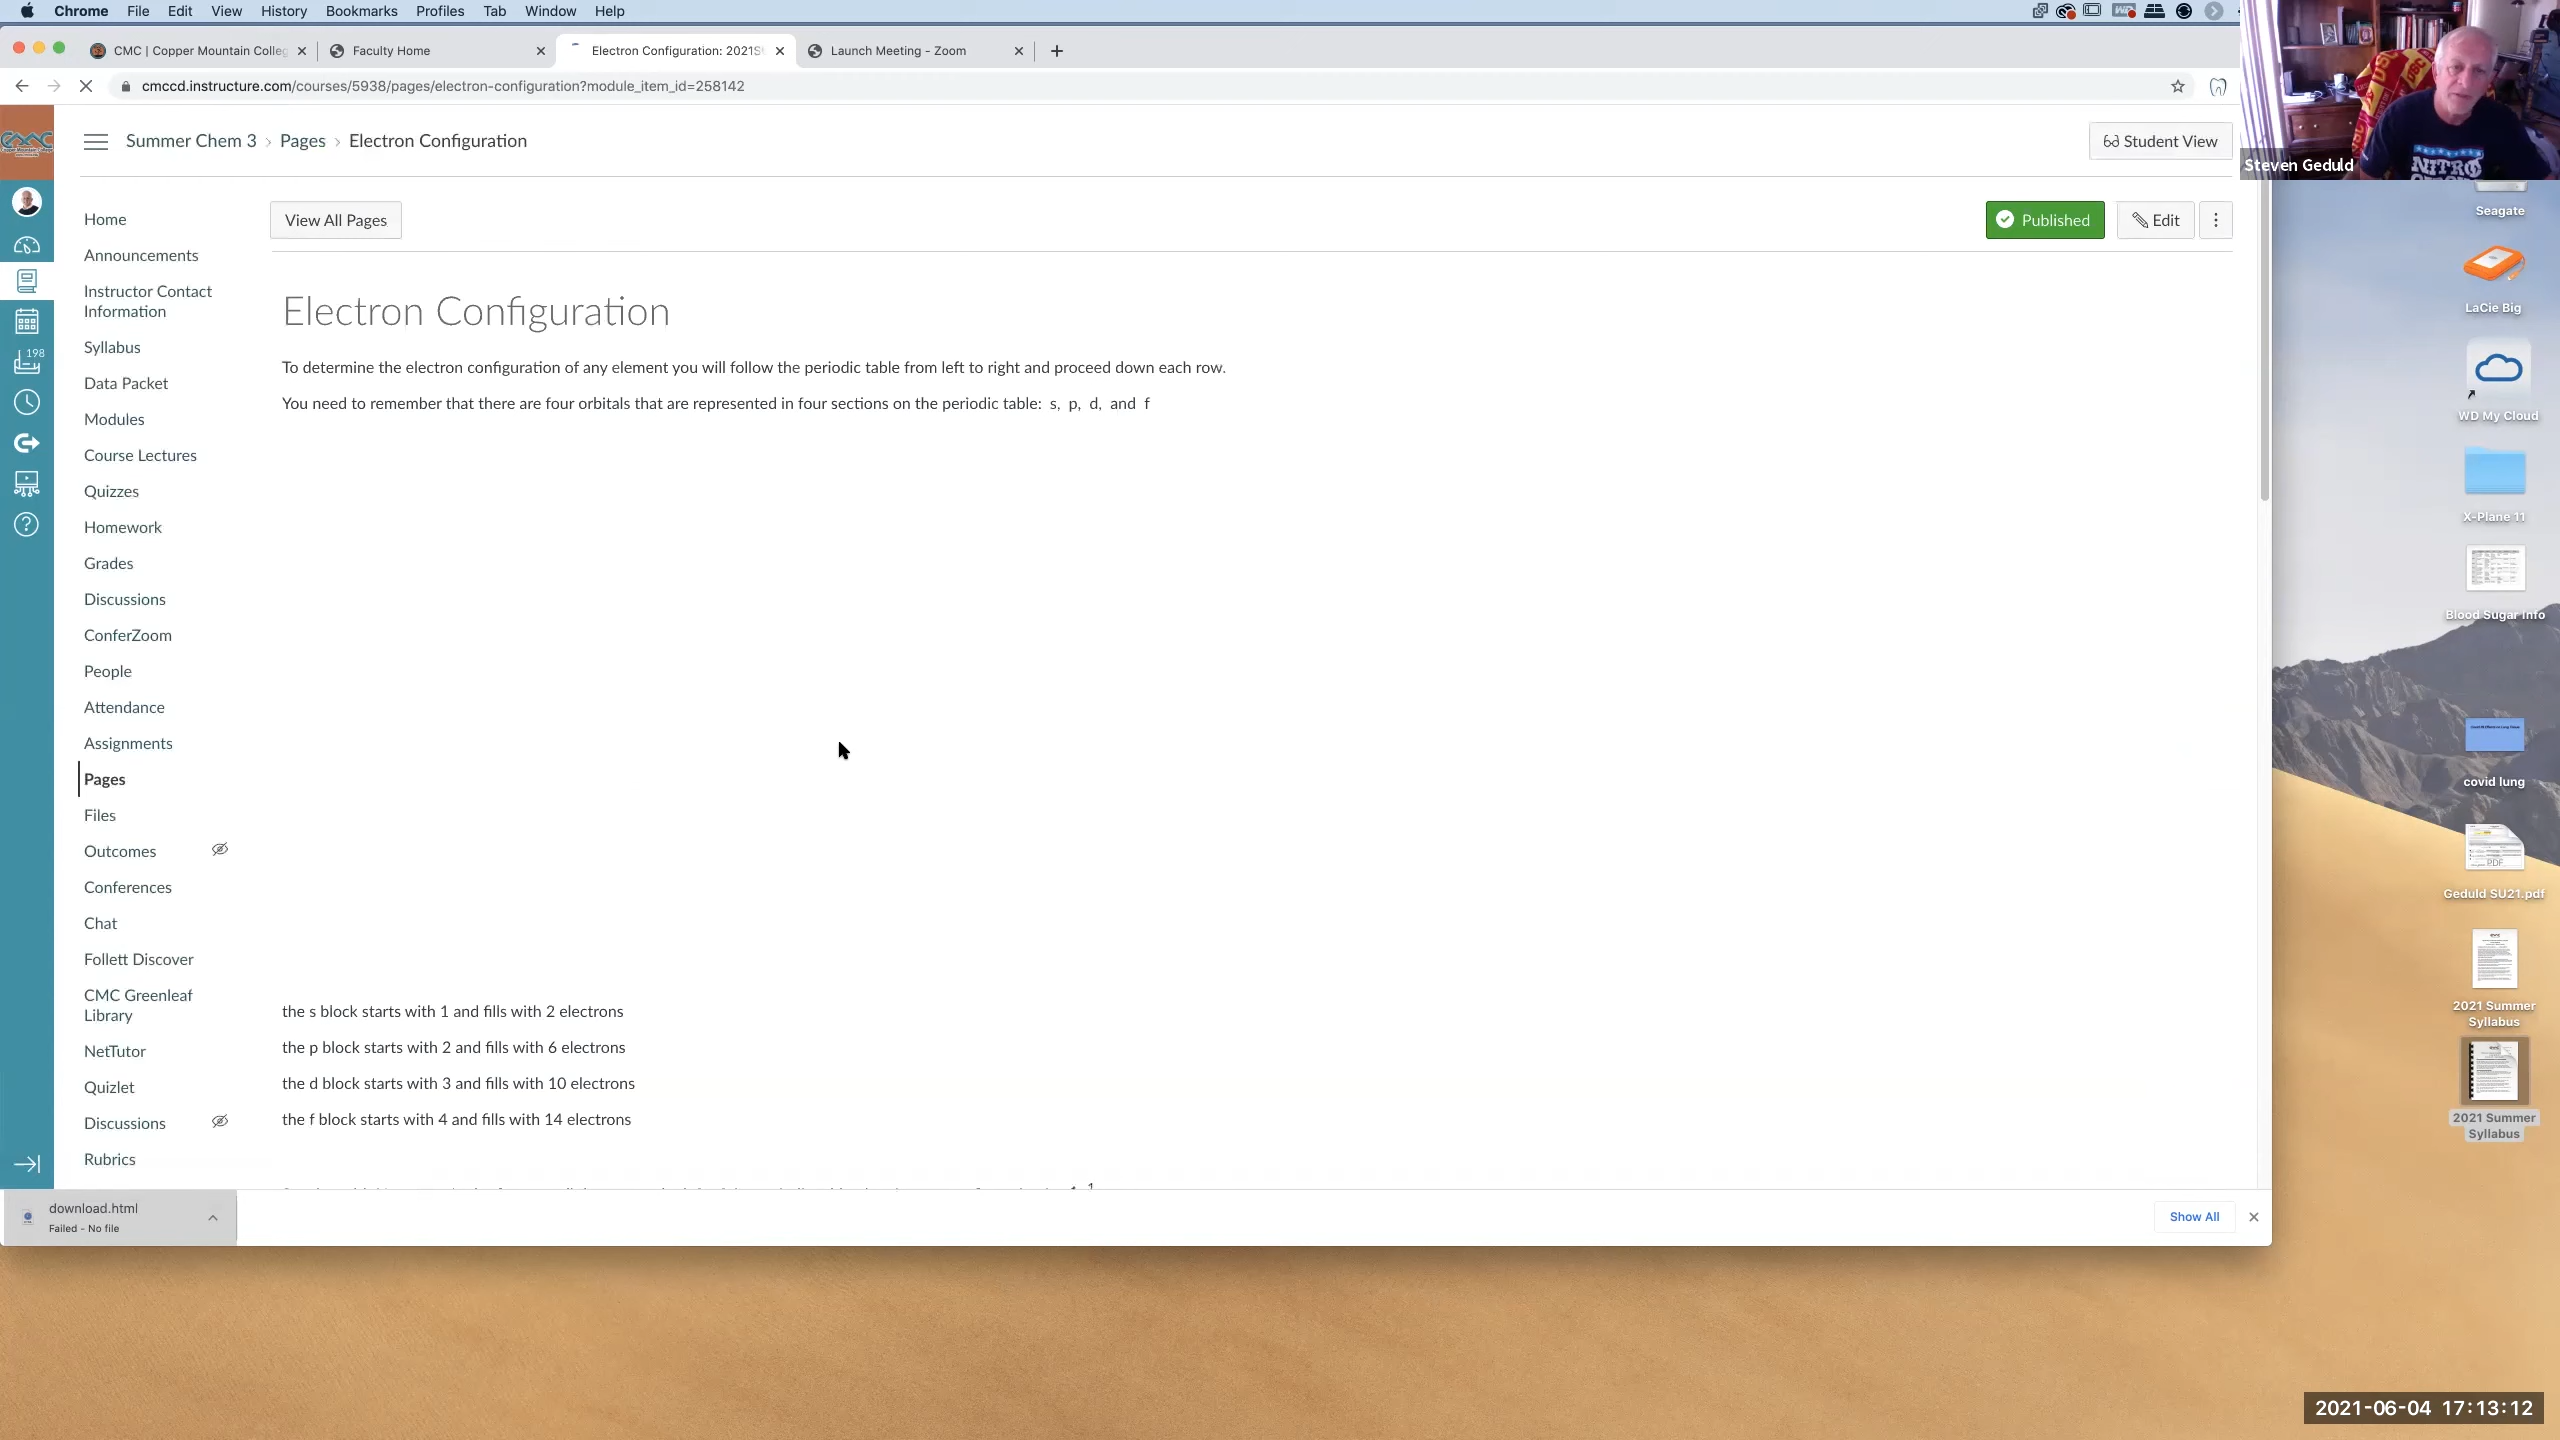 Chrome File Edit View History Bookmarks Profiles Tab Window Help
CMC | Copper Mountain Colleg
Faculty Home
Electron Configuration: 2021S
Launch Meeting - Zoom
cmccd.instructure.com/courses/5938/pages/electron-configuration?module_item_id=258142
Summer Chem 3 › Pages › Electron Configuration
Student View
Steven Geduld
NITRO
198
Home
Announcements
Instructor Contact
Information
Syllabus
Data Packet
Modules
Course Lectures
Quizzes
Homework
Grades
Discussions
ConferZoom
People
Attendance
Assignments
Pages
Files
Outcomes
Conferences
Chat
Follett Discover
CMC Greenleaf
Library
NetTutor
Quizlet
Discussions
Rubrics
View All Pages
Published
Edit
Electron Configuration
To determine the electron configuration of any element you will follow the periodic table from left to right and proceed down each row.
You need to remember that there are four orbitals that are represented in four sections on the periodic table: s, p, d, and f
the s block starts with 1 and fills with 2 electrons
the p block starts with 2 and fills with 6 electrons
the d block starts with 3 and fills with 10 electrons
the f block starts with 4 and fills with 14 electrons
download.html
Failed - No file
Show All
Seagate
LaCie Big
WD My Cloud
X-Plane 11
Blood Sugar Info
covid lung
PDF
Geduld SU21.pdf
2021 Summer
Syllabus
2021 Summer
Syllabus
2021-06-04 17:13:12